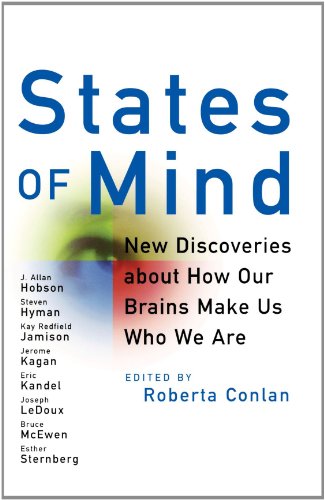 States
OF Mind
New Discoveries
about How Our
Brains Make Us
Who We Are
EDITED BY
Roberta Conlan
J. Allan
Hobson
Steven
Hyman
Kay Redfield
Jamison
Jerome
Kagan
Eric
Kandel
Joseph
LeDoux
Bruce
McEwen
Esther
Sternberg